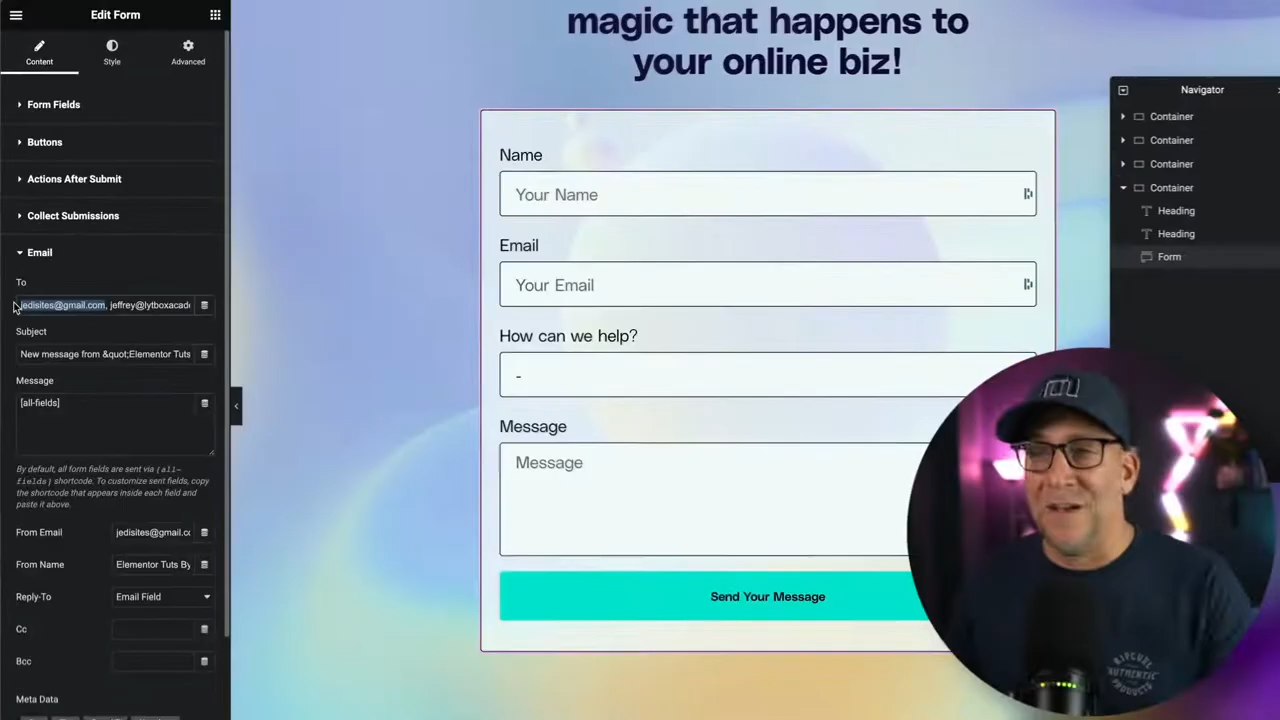 Edit Form
Content
Style
Advanced
Form Fields
Buttons
Actions After Submit
Collect Submissions
Email
To
jedisites@gmail.com, jeffrey@lytboxacade
Subject
New message from &quot;Elementor Tuts
Message
[all-fields]
By default, all form fields are sent via [all-
fields] shortcode. To customize sent fields, copy
the shortcode that appears inside each field and
paste it above.
From Email
jedisites@gmail.cc
From Name
Elementor Tuts By
Reply-To
Email Field
Cc
Bcc
Meta Data
magic that happens to
your online biz!
Name
Your Name
Email
Your Email
How can we help?
-
Message
Message
Send Your Message
Navigator
Container
Container
Container
Container
Heading
Heading
Form
RIPCURL
AUTHENTIC
PRODUCTS